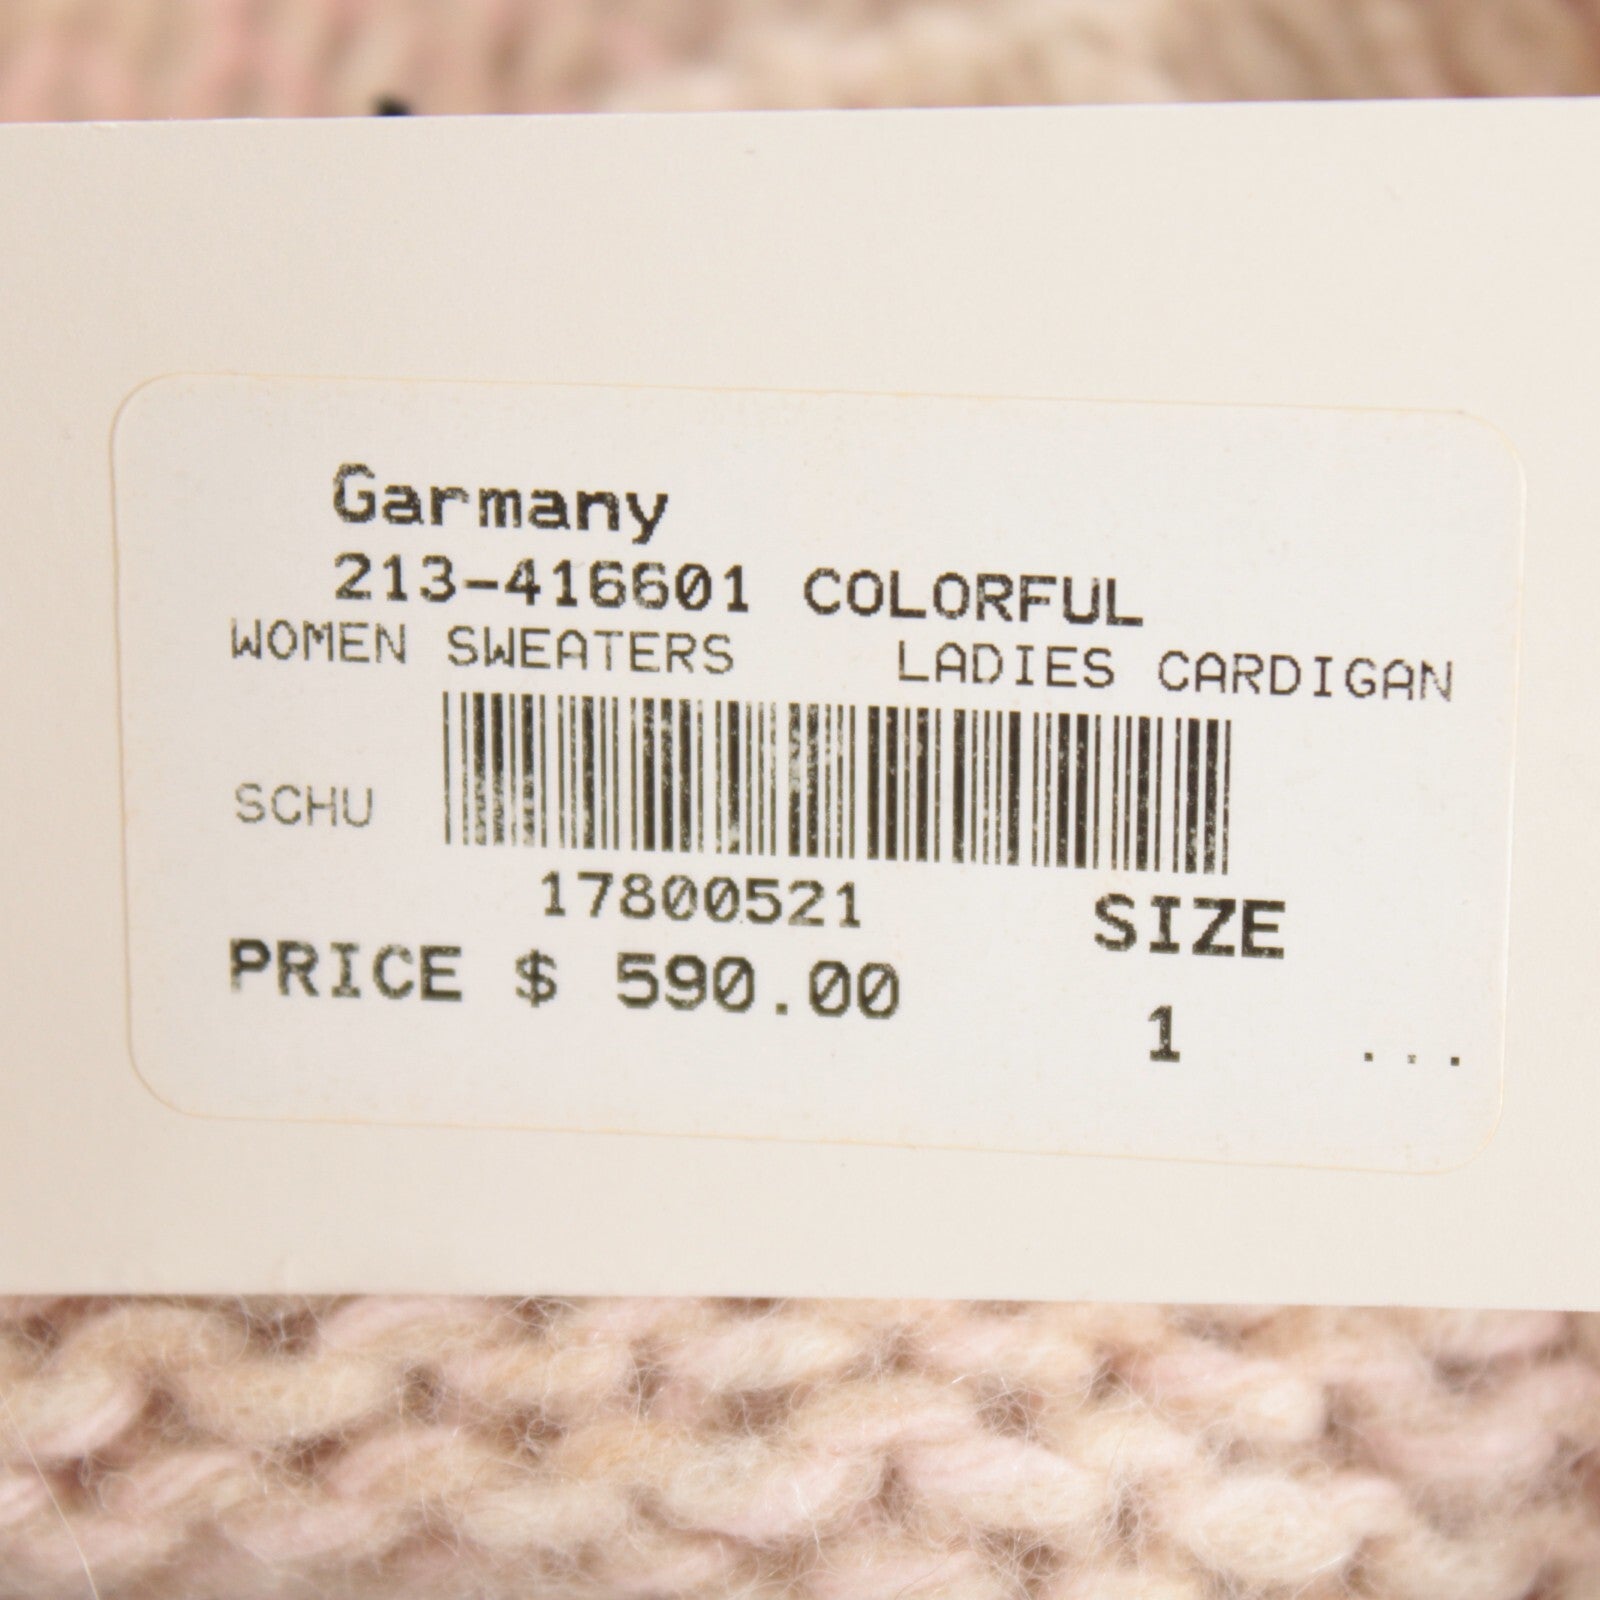 Garmany
213-416601 COLORFUL
WOMEN SWEATERS LADIES CARDIGAN
SCHU
17800521
SIZE
PRICE $ 590.00
1 ...